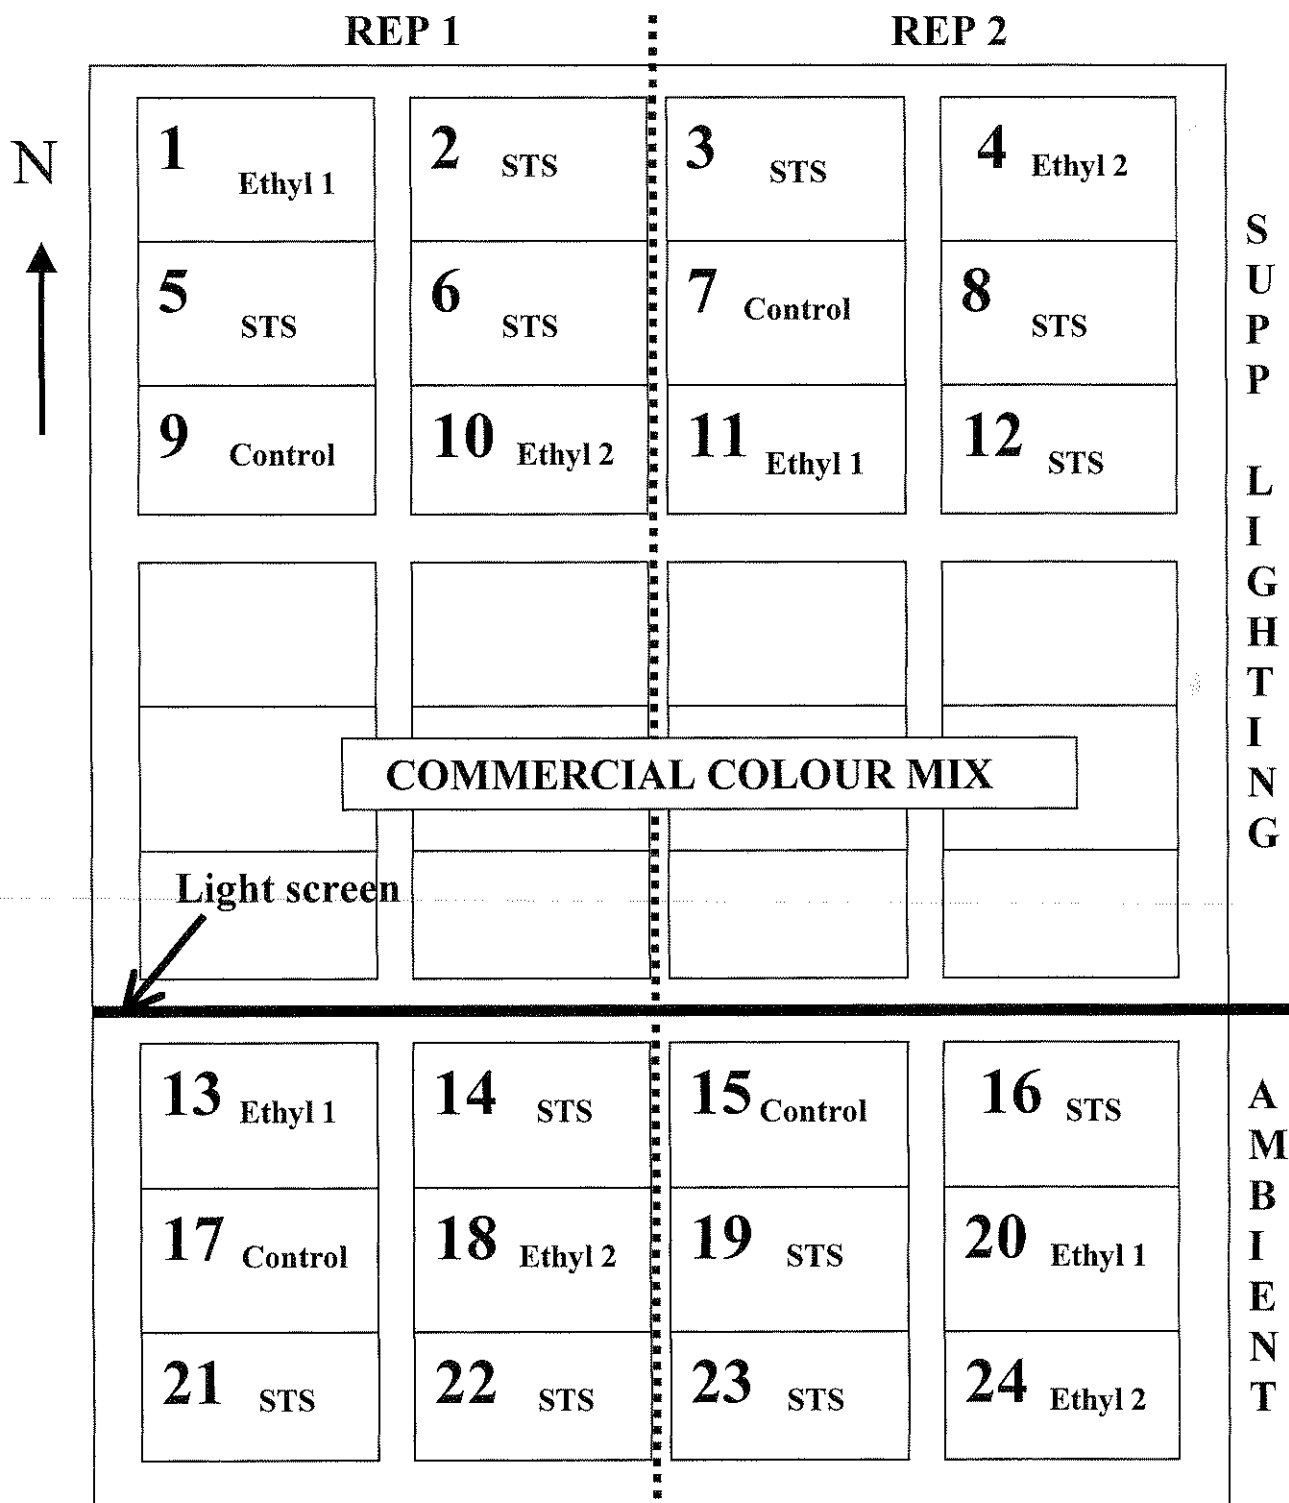 REP 1 REP 2
N
1 Ethyl 1 2 STS 3 STS 4 Ethyl 2
5 STS 6 STS 7 Control 8 STS
9 Control 10 Ethyl 2 11 Ethyl 1 12 STS
SUPP LIGHTING
COMMERCIAL COLOUR MIX
Light screen
13 Ethyl 1 14 STS 15 Control 16 STS
17 Control 18 Ethyl 2 19 STS 20 Ethyl 1
21 STS 22 STS 23 STS 24 Ethyl 2
AMBIENT